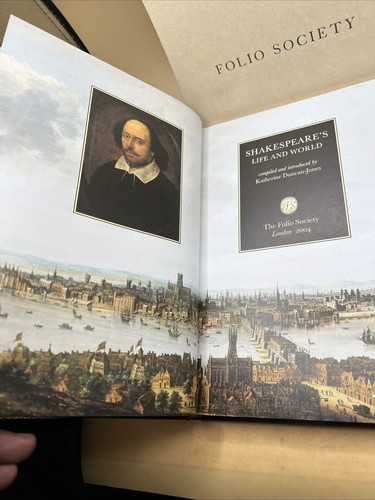 FOLIO SOCIETY
SHAKESPEARE'S
LIFE AND WORLD
compiled and introduced by
Katherine Duncan-Jones
The Folio Society
London 2004